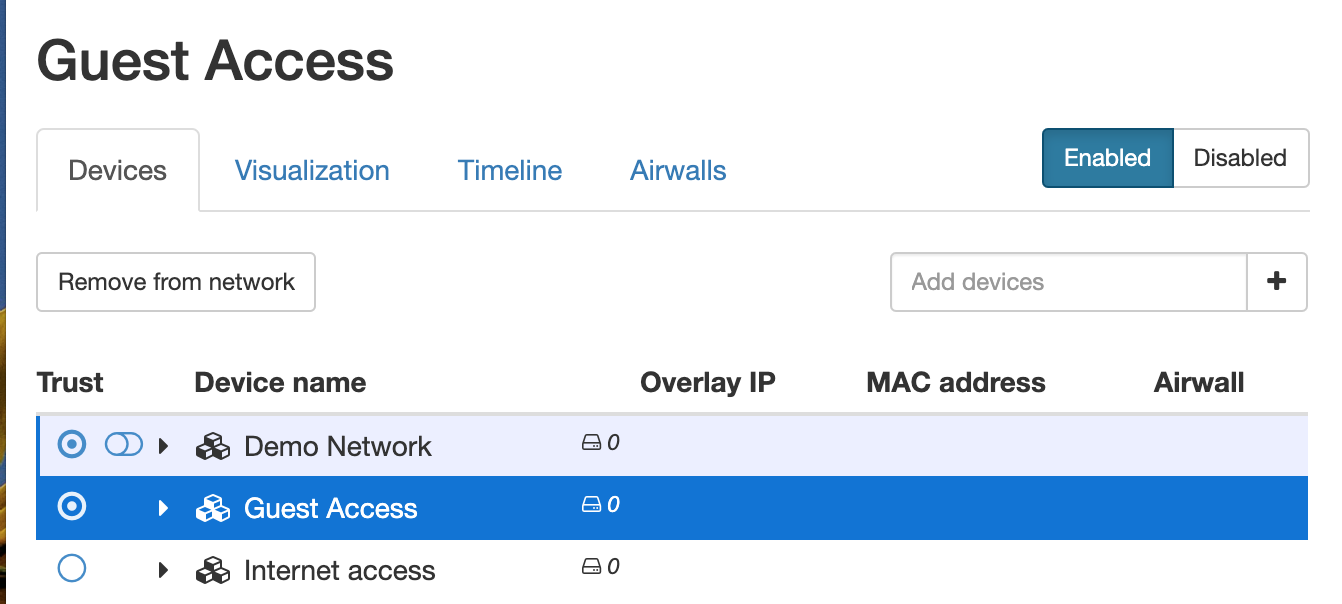 Guest Access
Devices Visualization Timeline Airwalls Enabled Disabled
Remove from network Add devices +
Trust Device name Overlay IP MAC address Airwall
Demo Network 0
Guest Access 0
Internet access 0